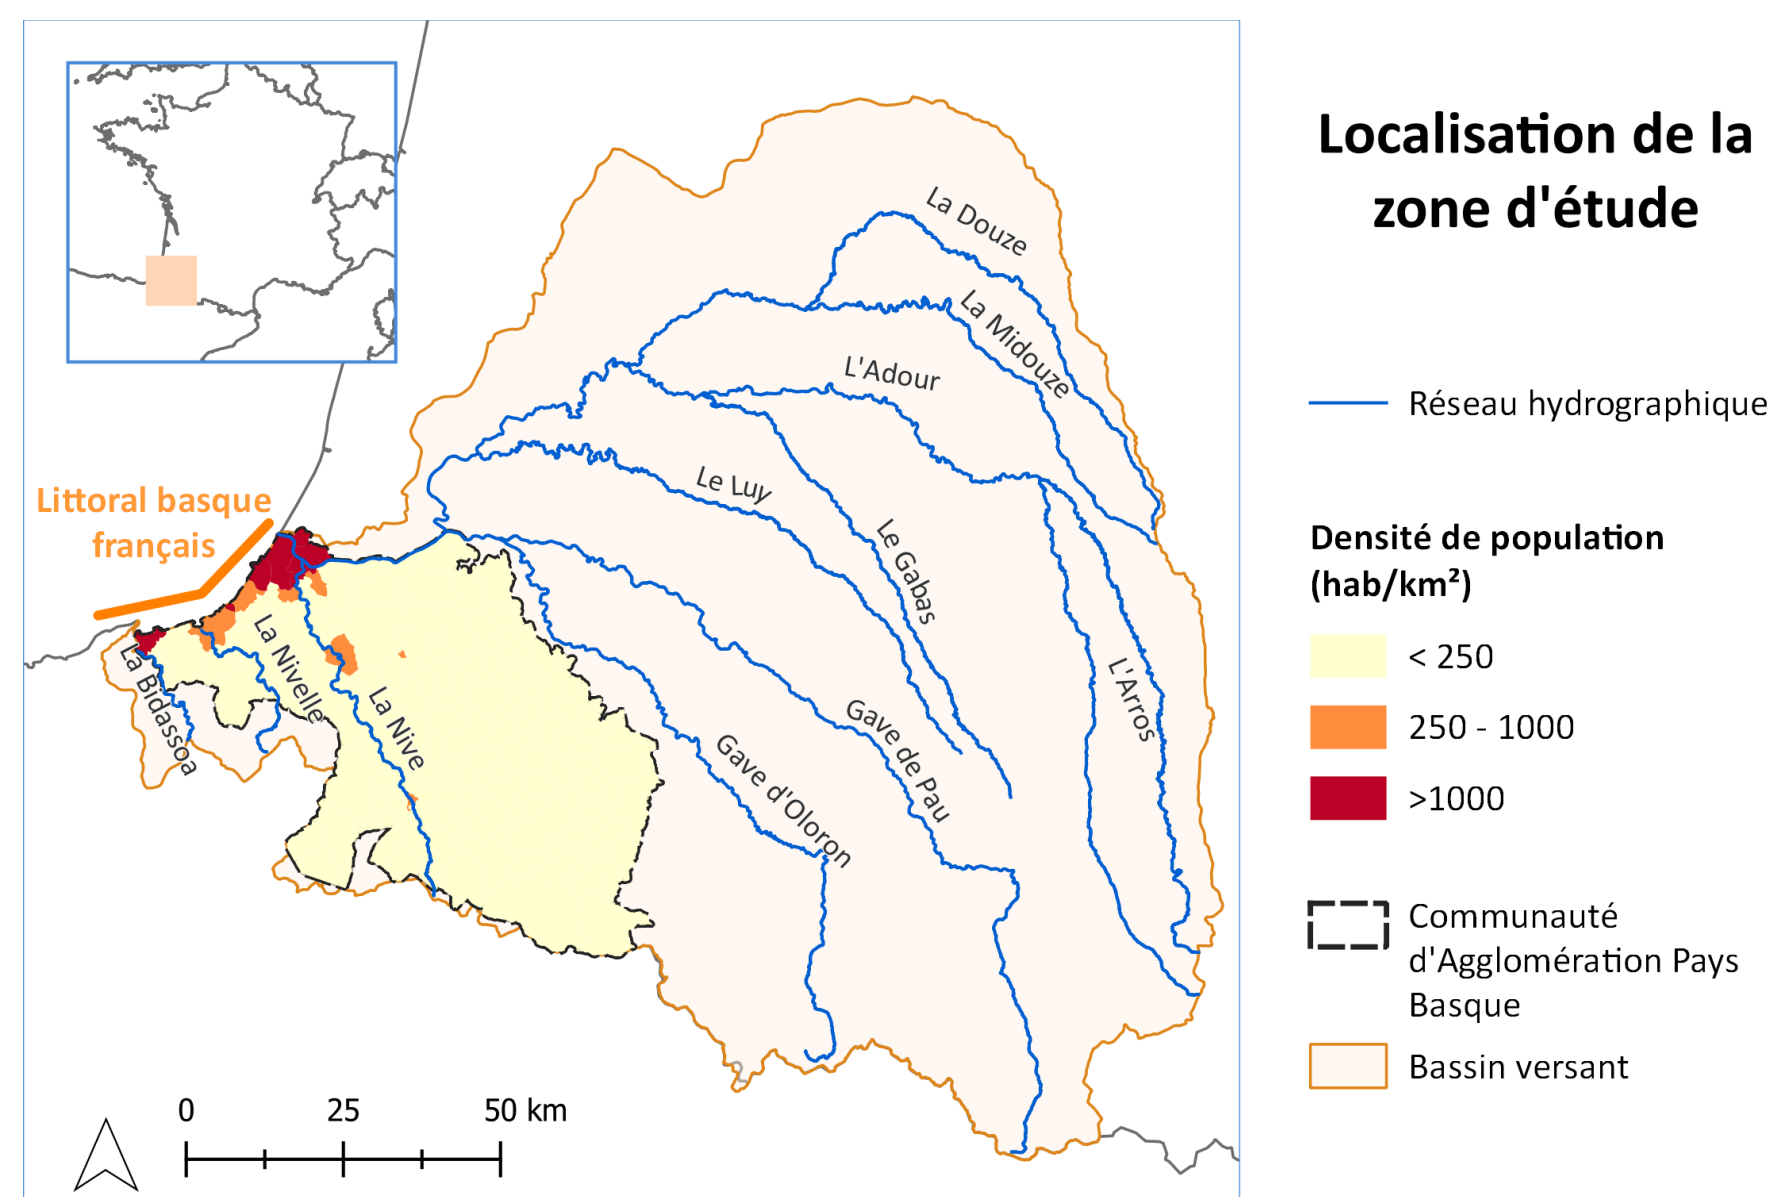 Localisation de la
zone d'étude
La Douze
La Midouze
L'Adour
Réseau hydrographique
Le Luy
Littoral basque
français
Le Gabas
Densité de population
(hab/km²)
< 250
250 - 1000
>1000
La Nivelle
La Bidassoa
La Nive
L'Arros
Gave de Pau
Gave d'Oloron
Communauté
d'Agglomération Pays
Basque
Bassin versant
0 25 50 km